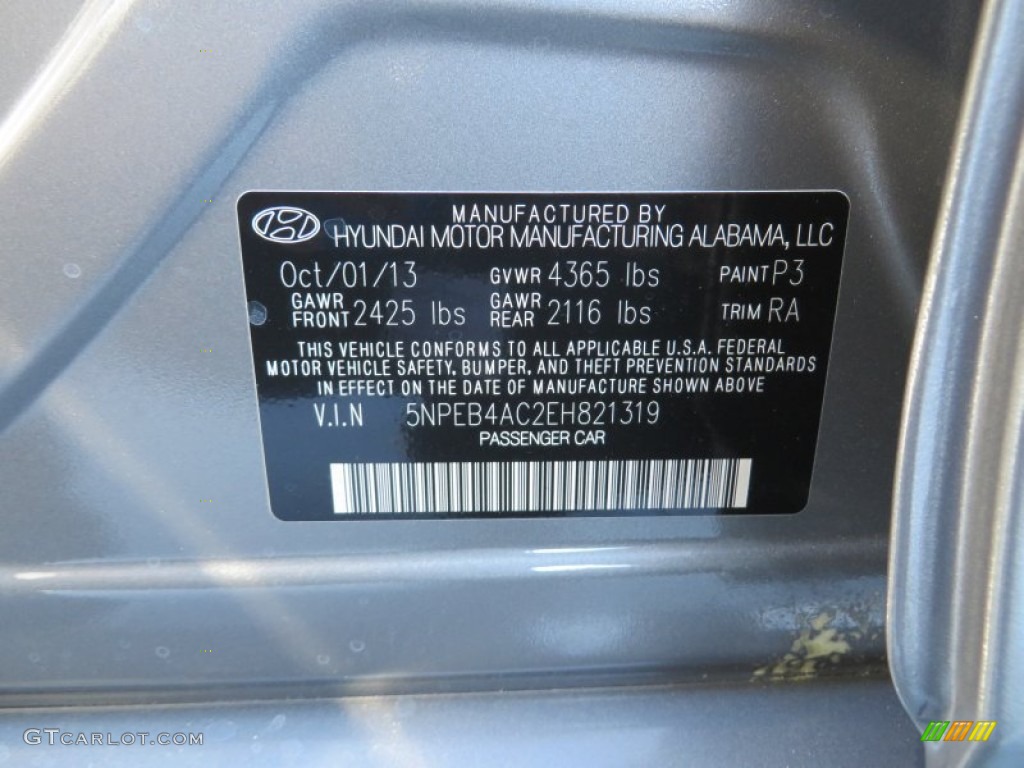 MANUFACTURED BY
HYUNDAI MOTOR MANUFACTURING ALABAMA, LLC
Oct/01/13 GVWR 4365 lbs PAINT P3
GAWR FRONT 2425 lbs GAWR REAR 2116 lbs TRIM RA
THIS VEHICLE CONFORMS TO ALL APPLICABLE U.S.A. FEDERAL
MOTOR VEHICLE SAFETY, BUMPER, AND THEFT PREVENTION STANDARDS
IN EFFECT ON THE DATE OF MANUFACTURE SHOWN ABOVE
V.I.N 5NPEB4AC2EH821319
PASSENGER CAR
GTCARLOT.COM